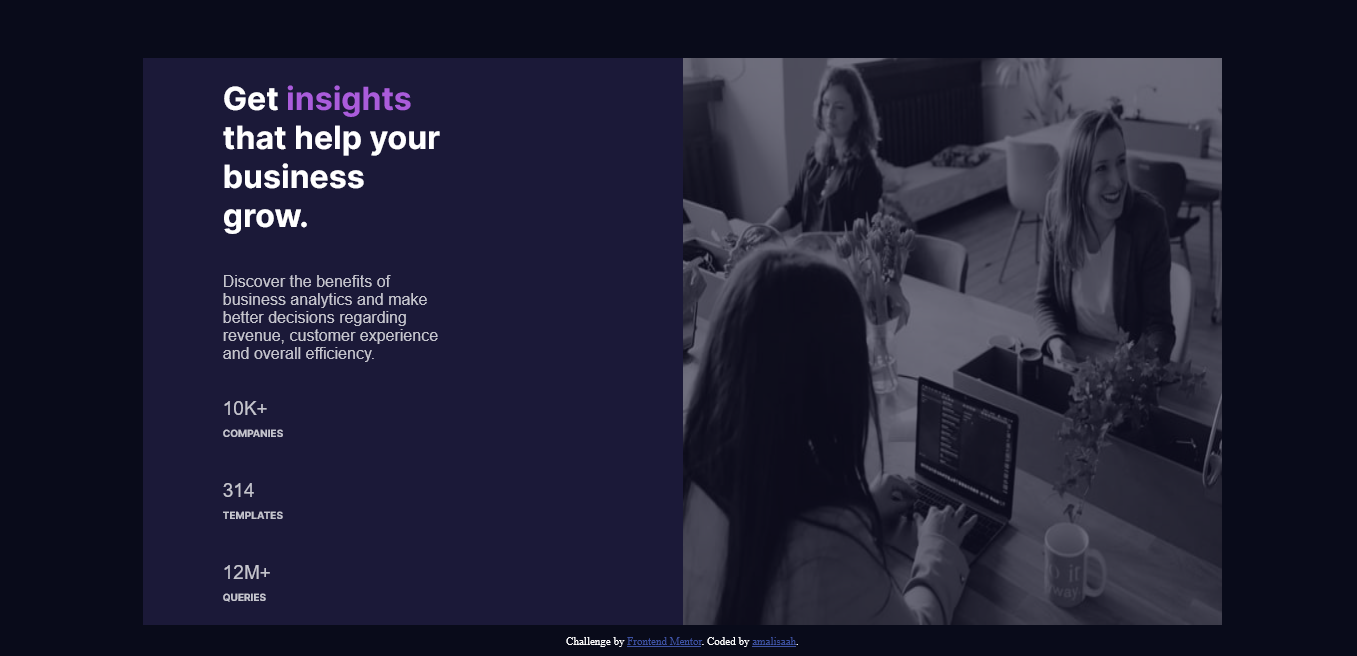 Get insights
that help your
business
grow.
Discover the benefits of
business analytics and make
better decisions regarding
revenue, customer experience
and overall efficiency.
10K+
COMPANIES
314
TEMPLATES
12M+
QUERIES
Challenge by Frontend Mentor. Coded by amalisaah.